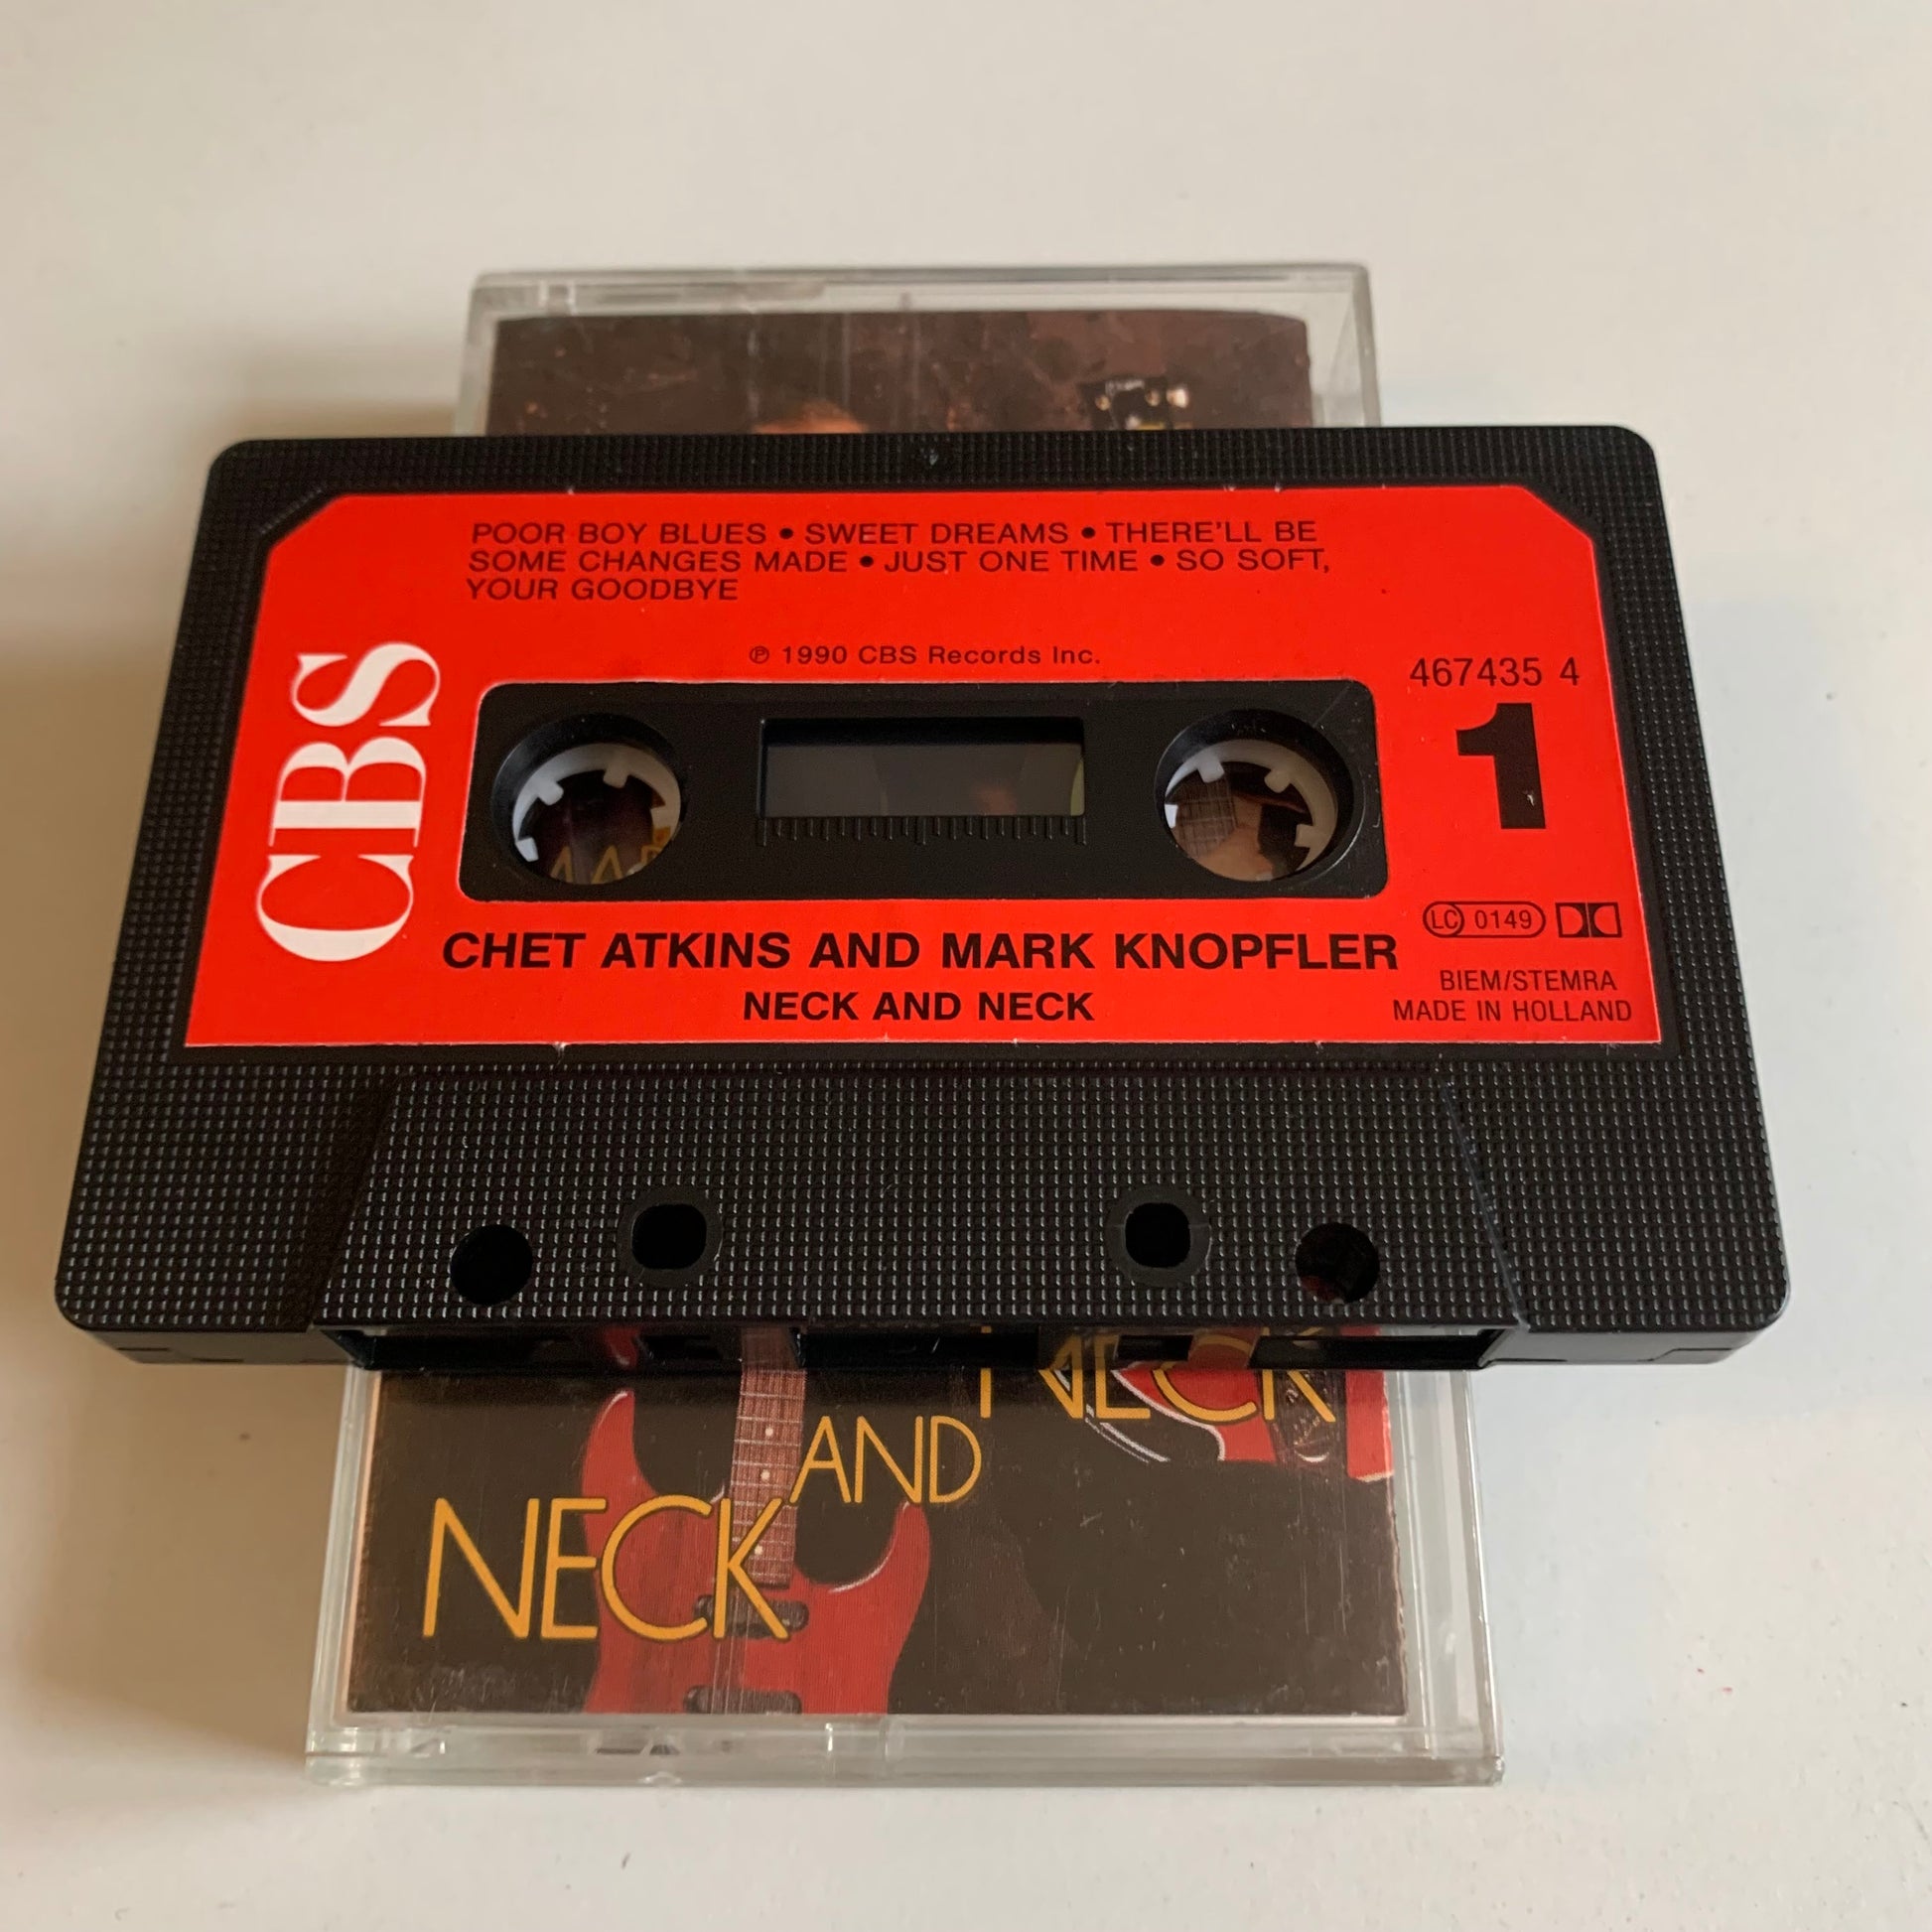 POOR BOY BLUES • SWEET DREAMS • THERE'LL BE
SOME CHANGES MADE • JUST ONE TIME • SO SOFT,
YOUR GOODBYE
℗ 1990 CBS Records Inc.
467435 4
1
CBS
LC 0149
CHET ATKINS AND MARK KNOPFLER
NECK AND NECK
BIEM/STEMRA
MADE IN HOLLAND
NECK
AND
NECK